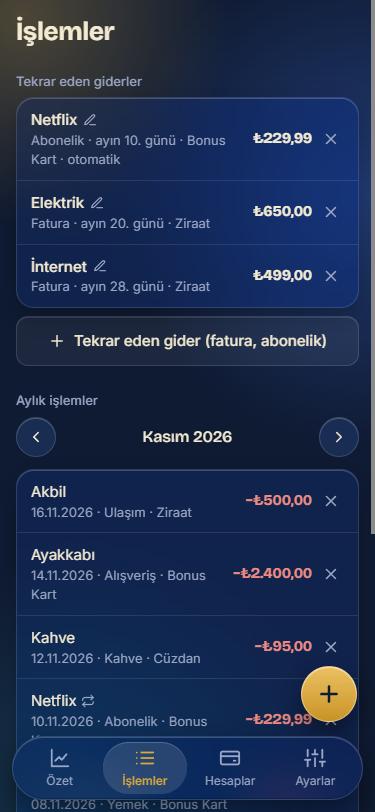 İşlemler
Tekrar eden giderler
Netflix
Abonelik · ayın 10. günü · Bonus
Kart · otomatik
₺229,99
Elektrik
Fatura · ayın 20. günü · Ziraat
₺650,00
İnternet
Fatura · ayın 28. günü · Ziraat
₺499,00
Tekrar eden gider (fatura, abonelik)
Aylık işlemler
Kasım 2026
Akbil
16.11.2026 · Ulaşım · Ziraat
−₺500,00
Ayakkabı
14.11.2026 · Alışveriş · Bonus
Kart
−₺2.400,00
Kahve
12.11.2026 · Kahve · Cüzdan
−₺95,00
Netflix
10.11.2026 · Abonelik · Bonus
−₺229,99
Özet
İşlemler
Hesaplar
Ayarlar
08.11.2026 · Yemek · Bonus Kart